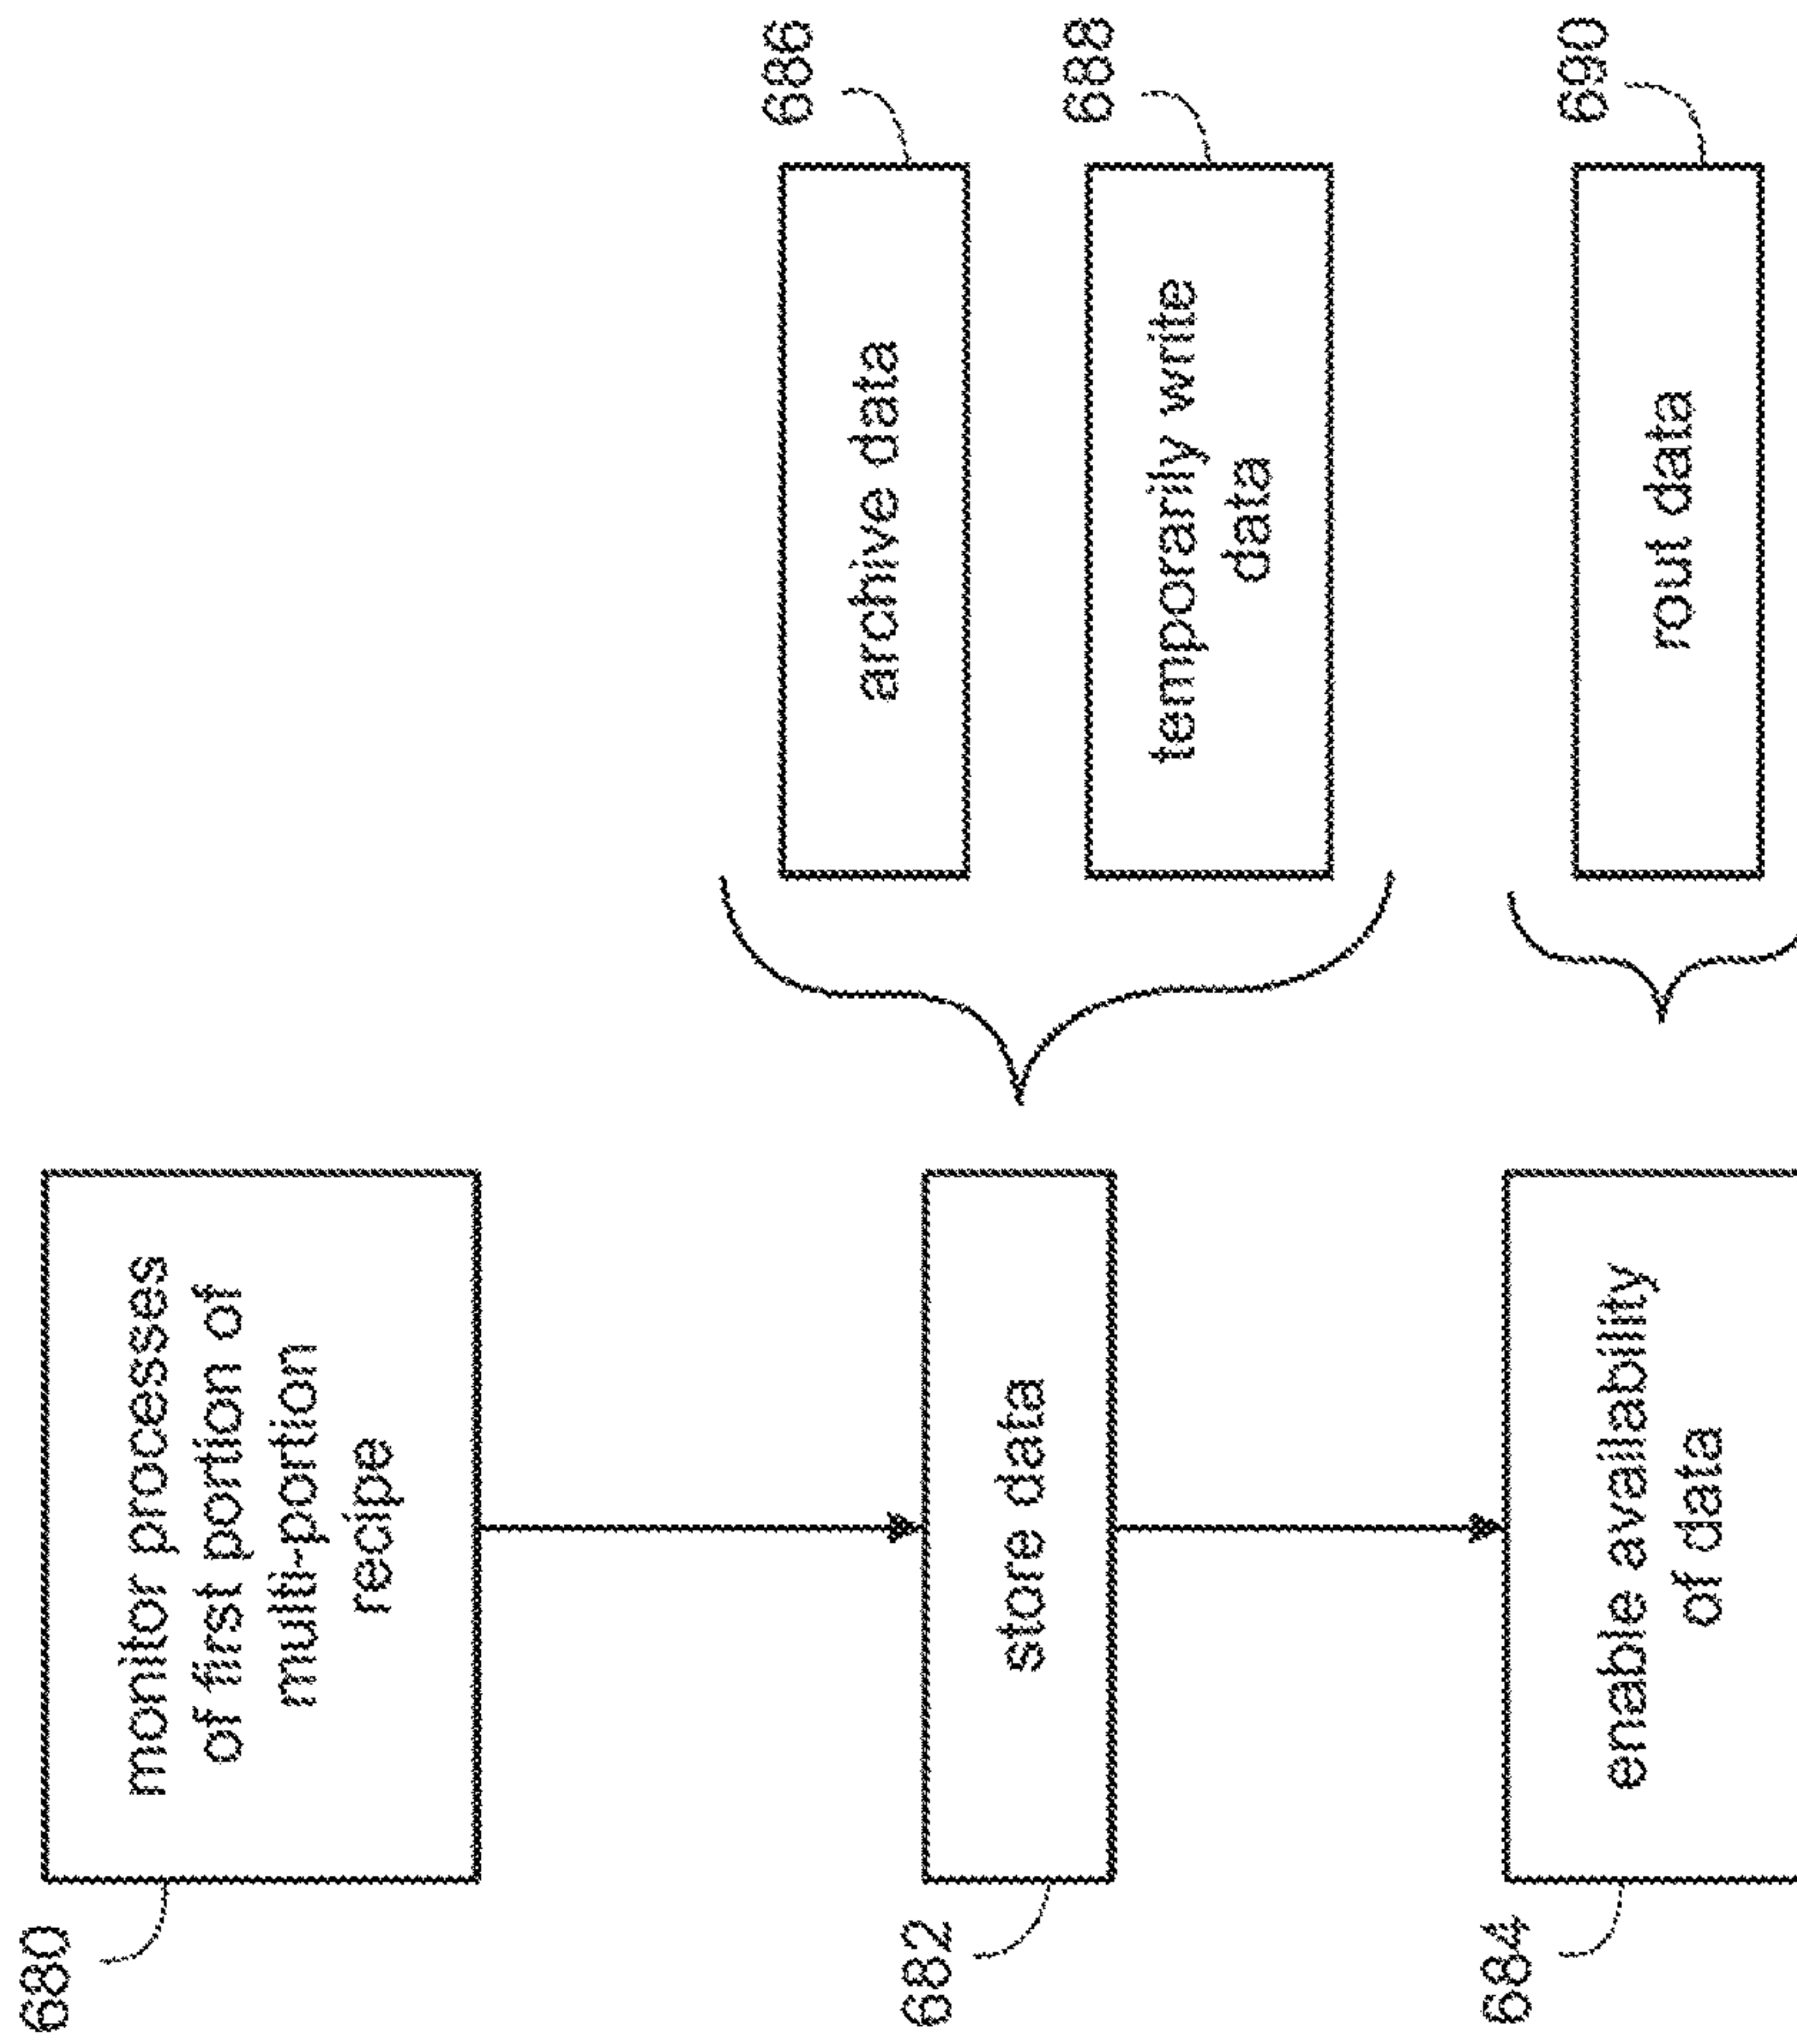 680
monitor processes
of first portion of
multi-portion
recipe
682
store data
686
archive data
688
temporarily write
data
684
enable availability
of data
690
rout data